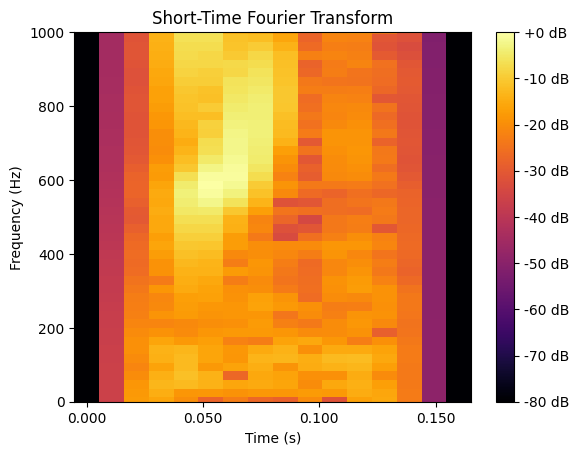 Short-Time Fourier Transform
1000
800
600
400
200
0
Frequency (Hz)
0.000
0.050
0.100
0.150
Time (s)
+0 dB
-10 dB
-20 dB
-30 dB
-40 dB
-50 dB
-60 dB
-70 dB
-80 dB